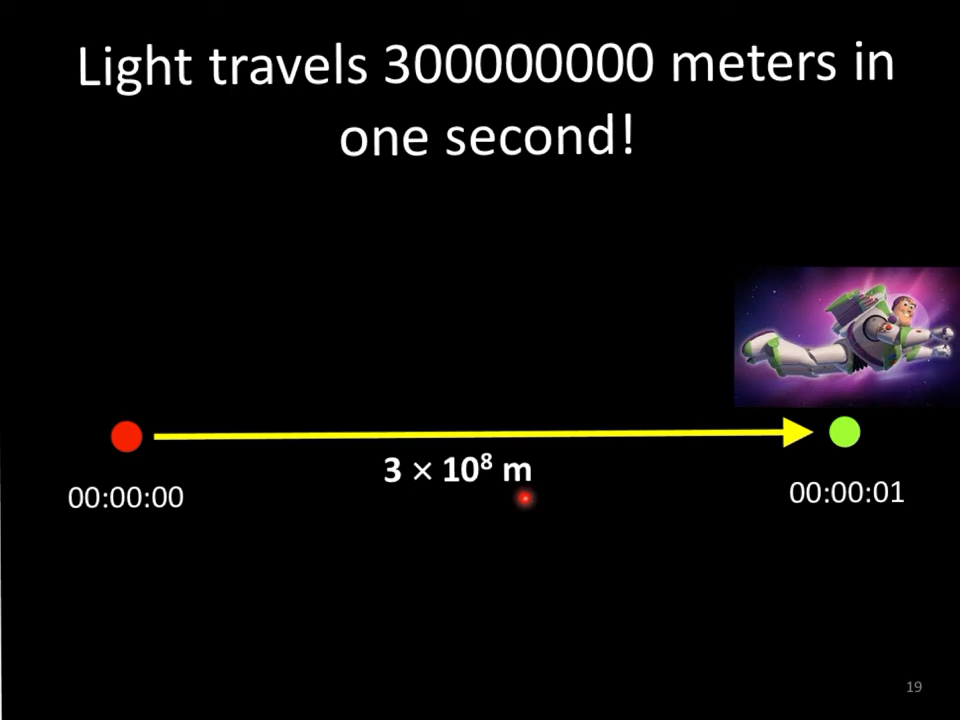 Light travels 300000000 meters in
one second!
3 × 10⁸ m
00:00:00
00:00:01
19